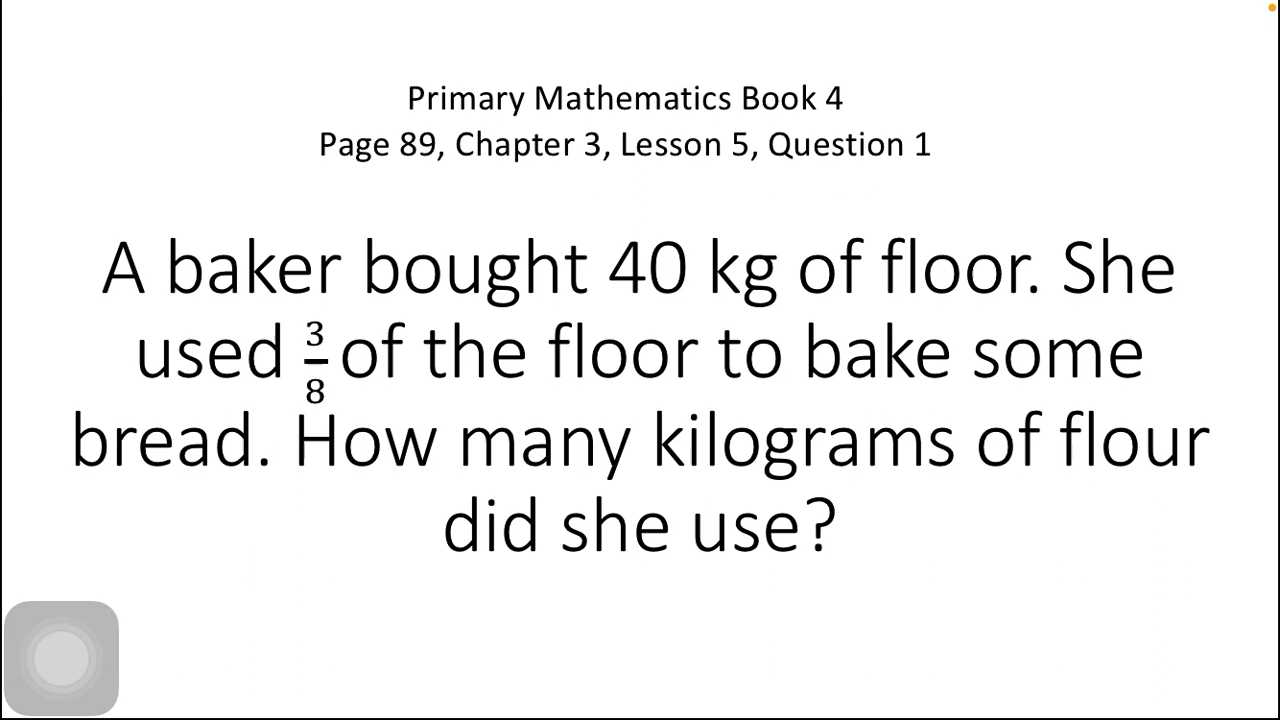 Primary Mathematics Book 4
Page 89, Chapter 3, Lesson 5, Question 1
A baker bought 40 kg of floor. She
used 3/8 of the floor to bake some
bread. How many kilograms of flour
did she use?